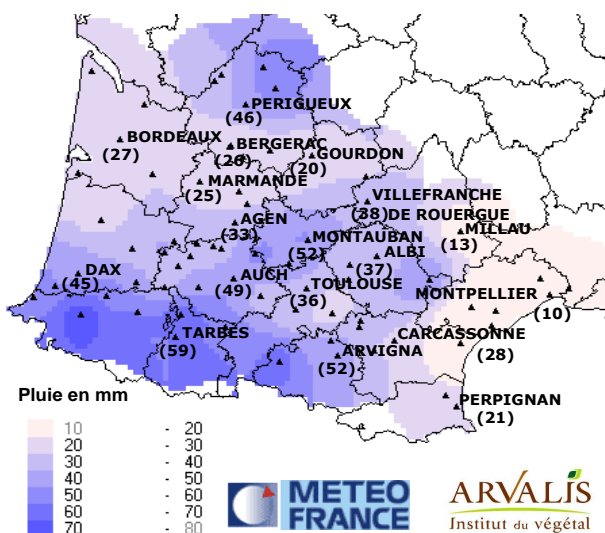 PERIGUEUX
(46)
BORDEAUX
(27)
BERGERAC
GOURDON
(20)
MARMANDE
(25)
VILLEFRANCHE
(38) DE ROUERGUE
AGEN
(33)
MILLAU
(13)
MONTAUBAN
(52)
ALBI
(37)
DAX
(45)
AUCH
(49)
TOULOUSE
(36)
MONTPELLIER
(10)
TARBES
(59)
CARCASSONNE
(28)
ARVIGNA
(52)
PERPIGNAN
(21)
Pluie en mm
10 - 20
20 - 30
30 - 40
40 - 50
50 - 60
60 - 70
70 - 80
METEO
FRANCE
ARVALIS
Institut du végétal